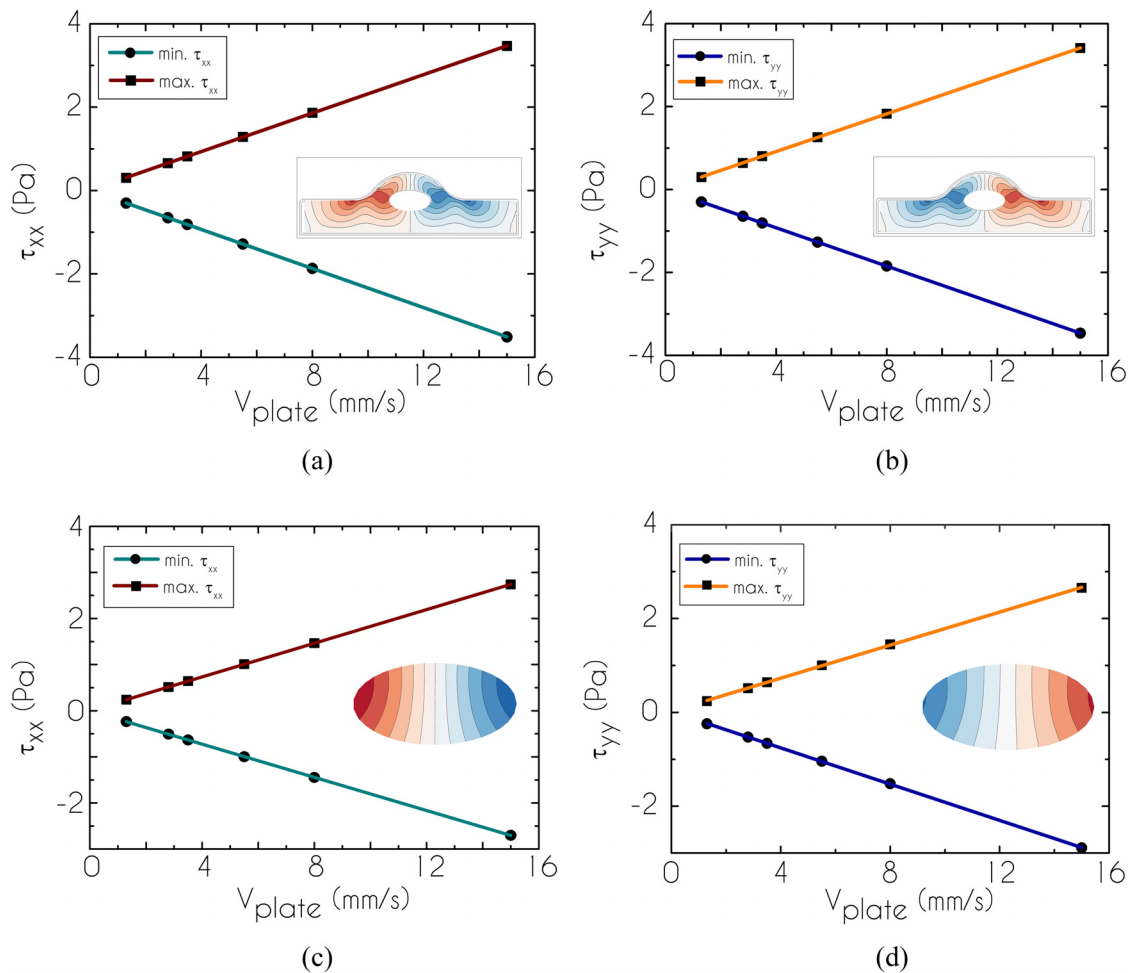 4
min. τxx
max. τxx
2
0
-2
-4
τxx (Pa)
0 4 8 12 16
Vplate (mm/s)
(a)
4
min. τyy
max. τyy
2
0
-2
-4
τyy (Pa)
0 4 8 12 16
Vplate (mm/s)
(b)
4
min. τxx
max. τxx
2
0
-2
τxx (Pa)
0 4 8 12 16
Vplate (mm/s)
(c)
4
min. τyy
max. τyy
2
0
-2
τyy (Pa)
0 4 8 12 16
Vplate (mm/s)
(d)